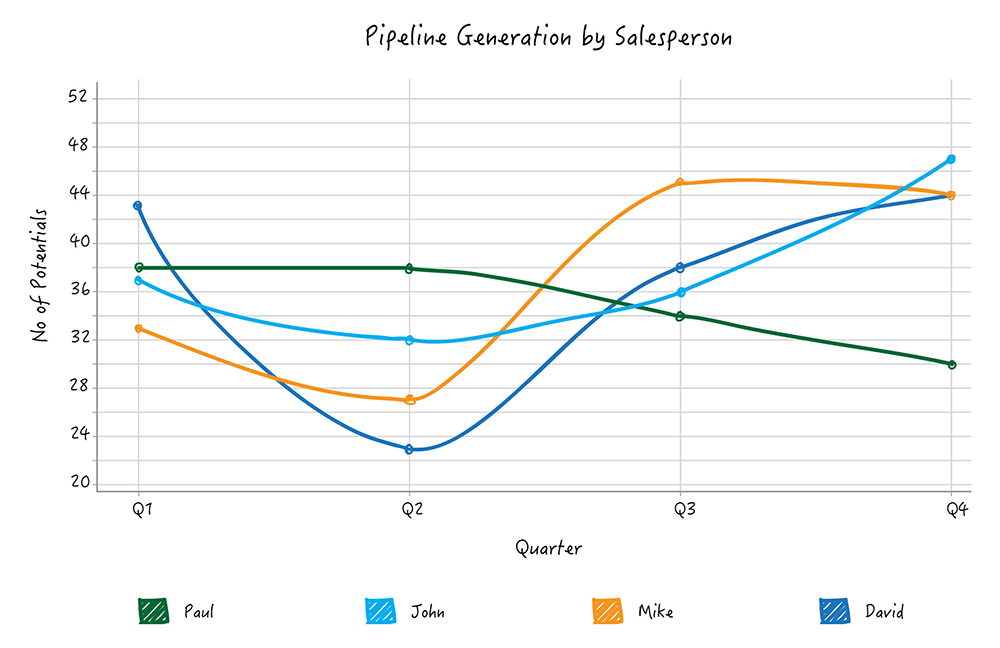 Pipeline Generation by Salesperson
No of Potentials
52
48
44
40
36
32
28
24
20
Q1 Q2 Q3 Q4
Quarter
Paul John Mike David